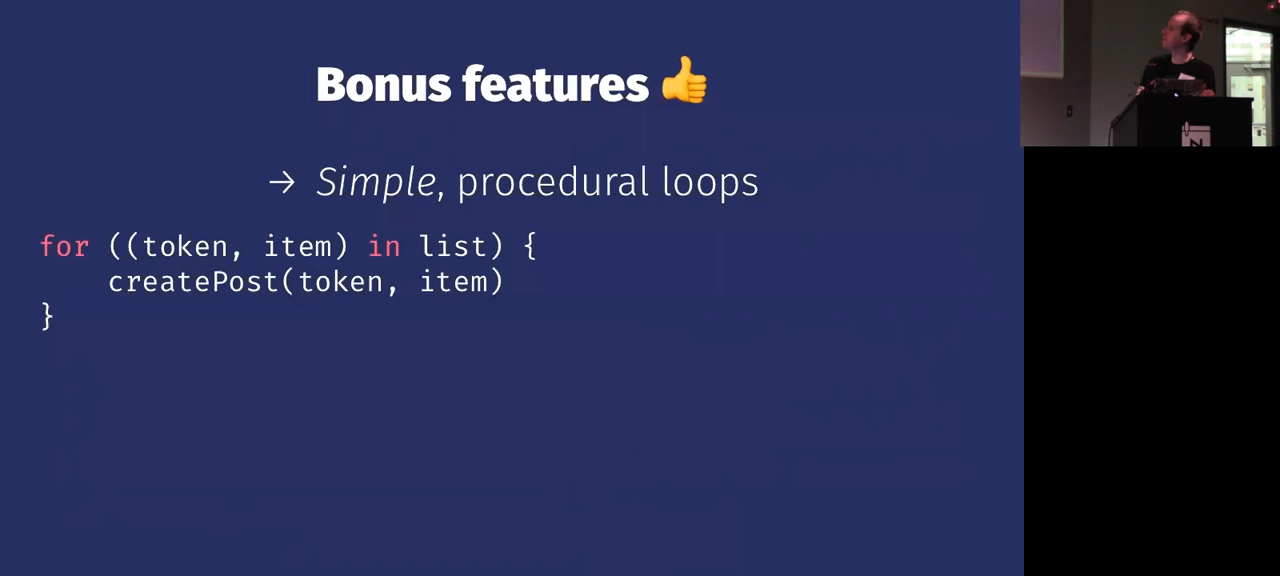 Bonus features 👍
→ Simple, procedural loops
for ((token, item) in list) {
    createPost(token, item)
}